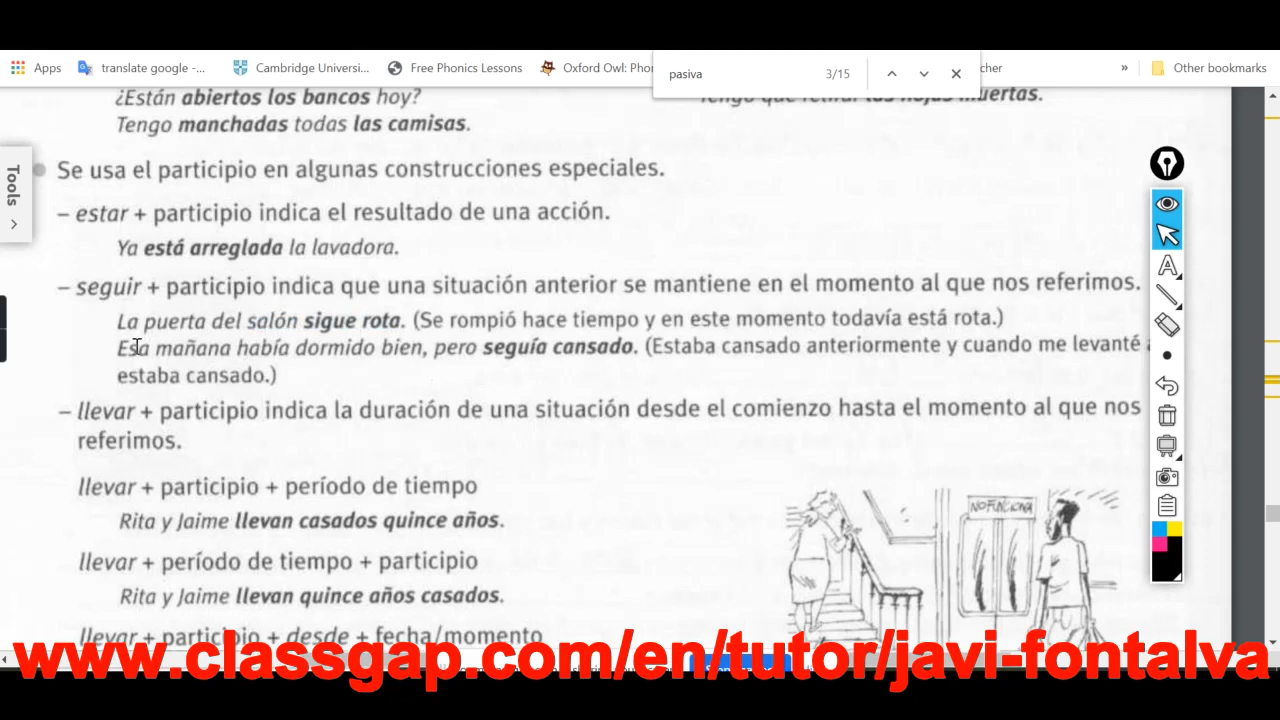 Apps
translate google -...
Cambridge Universi...
Free Phonics Lessons
Oxford Owl: Pho
pasiva
3/15
cher
»
Other bookmarks
¿Están abiertos los bancos hoy?
Tengo que retirar las hojas muertas.
Tengo manchadas todas las camisas.
Tools
Se usa el participio en algunas construcciones especiales.
– estar + participio indica el resultado de una acción.
Ya está arreglada la lavadora.
– seguir + participio indica que una situación anterior se mantiene en el momento al que nos referimos.
La puerta del salón sigue rota. (Se rompió hace tiempo y en este momento todavía está rota.)
Esa mañana había dormido bien, pero seguía cansado. (Estaba cansado anteriormente y cuando me levanté
estaba cansado.)
– llevar + participio indica la duración de una situación desde el comienzo hasta el momento al que nos
referimos.
llevar + participio + período de tiempo
Rita y Jaime llevan casados quince años.
NO FUNCIONA
llevar + período de tiempo + participio
Rita y Jaime llevan quince años casados.
llevar + participio + desde + fecha/momento
www.classgap.com/en/tutor/javi-fontalva